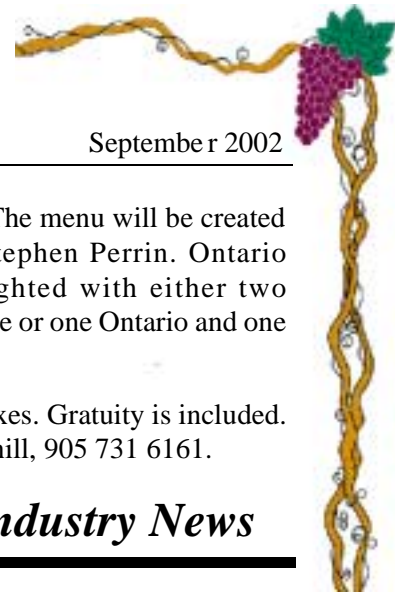 September 2002
The menu will be created
tephen Perrin. Ontario
ghted with either two
e or one Ontario and one
xes. Gratuity is included.
hill, 905 731 6161.
ndustry News